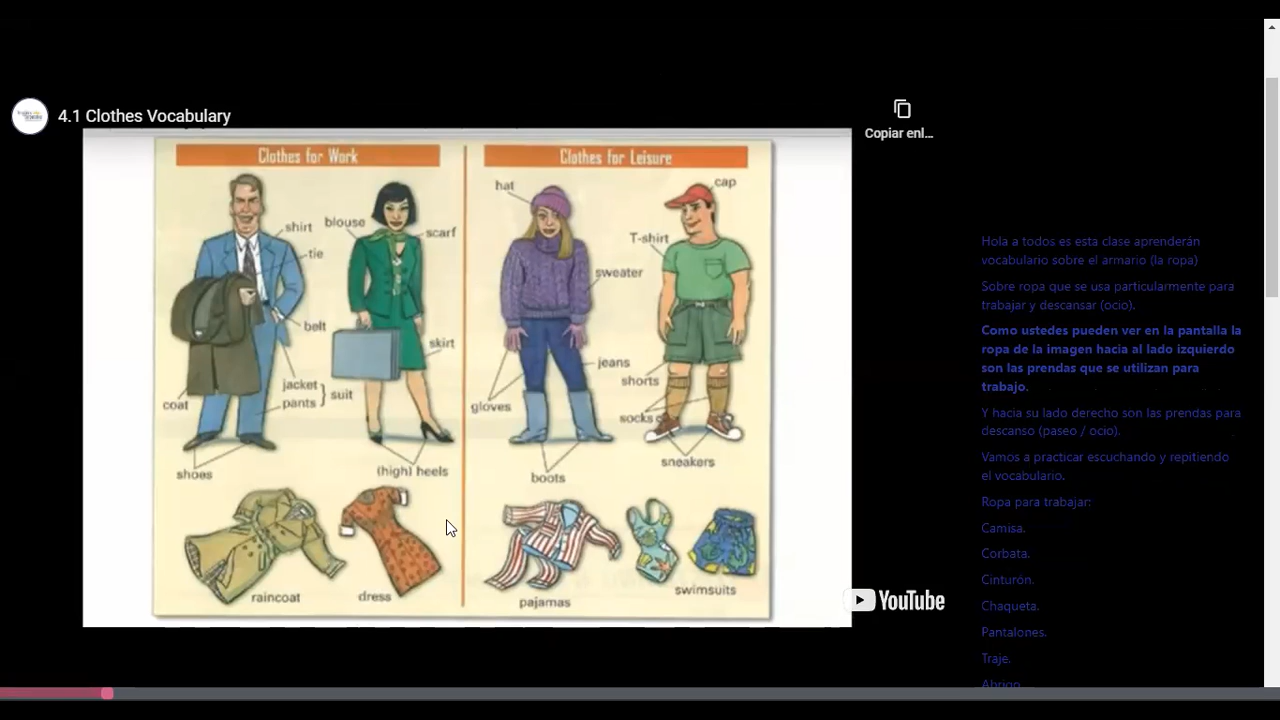 4.1 Clothes Vocabulary
Copiar enl...
Clothes for Work
Clothes for Leisure
shirt
blouse
scarf
tie
belt
skirt
jacket
pants
suit
coat
shoes
(high) heels
raincoat
dress
hat
cap
T-shirt
sweater
jeans
shorts
gloves
socks
sneakers
boots
pajamas
swimsuits
YouTube
Hola a todos es esta clase aprenderán
vocabulario sobre el armario (la ropa)
Sobre ropa que se usa particularmente para
trabajar y descansar (ocio).
Como ustedes pueden ver en la pantalla la
ropa de la imagen hacia al lado izquierdo
son las prendas que se utilizan para
trabajo.
Y hacia su lado derecho son las prendas para
descanso (paseo / ocio).
Vamos a practicar escuchando y repitiendo
el vocabulario.
Ropa para trabajar:
Camisa.
Corbata.
Cinturón.
Chaqueta.
Pantalones.
Traje.
Abrigo.